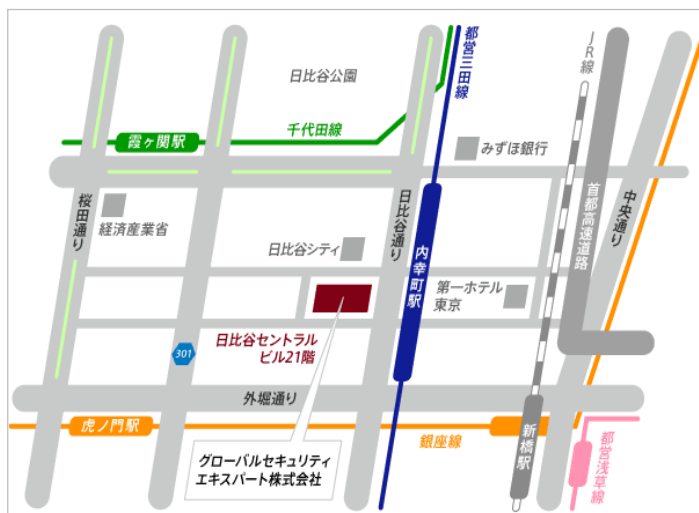 日比谷公園
都営三田線
JR線
千代田線
霞ヶ関駅
みずほ銀行
桜田通り
経済産業省
日比谷通り
首都高速道路
中央通り
日比谷シティ
内幸町駅
第一ホテル
東京
日比谷セントラル
ビル21階
301
外堀通り
虎ノ門駅
銀座線
新橋駅
都営浅草線
グローバルセキュリティ
エキスパート株式会社